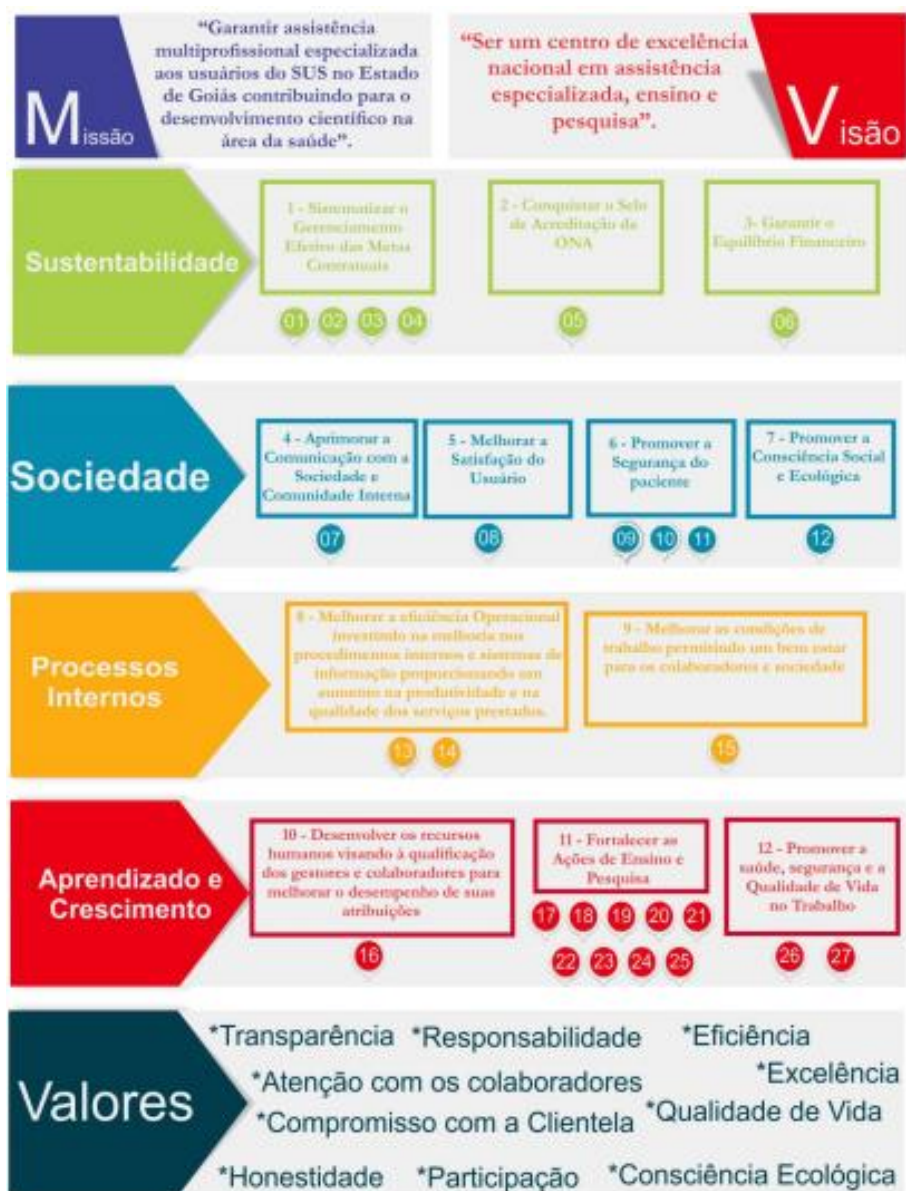 Missão
“Garantir assistência
multiprofissional especializada
aos usuários do SUS no Estado
de Goiás contribuindo para o
desenvolvimento científico na
área da saúde”.
“Ser um centro de excelência
nacional em assistência
especializada, ensino e
pesquisa”.
Visão
Sustentabilidade
1 - Sistematizar o
Gerenciamento
Efetivo das Metas
Contratuais
01 02 03 04
2 - Conquistar o Selo
de Acreditação da
ONA
05
3- Garantir o
Equilíbrio Financeiro
06
Sociedade
4 - Aprimorar a
Comunicação com a
Sociedade e
Comunidade Interna
07
5 - Melhorar a
Satisfação do
Usuário
08
6 - Promover a
Segurança do
paciente
09 10 11
7 - Promover a
Consciência Social
e Ecológica
12
Processos
Internos
8 - Melhorar a eficiência Operacional
investindo na melhoria nos
procedimentos internos e sistemas de
informação proporcionando um
aumento na produtividade e na
qualidade dos serviços prestados.
13 14
9 - Melhorar as condições de
trabalho permitindo um bem estar
para os colaboradores e sociedade
15
Aprendizado e
Crescimento
10 - Desenvolver os recursos
humanos visando à qualificação
dos gestores e colaboradores para
melhorar o desempenho de suas
atribuições
16
11 - Fortalecer as
Ações de Ensino e
Pesquisa
17 18 19 20 21
22 23 24 25
12 - Promover a
saúde, segurança e a
Qualidade de Vida
no Trabalho
26 27
Valores
*Transparência *Responsabilidade *Eficiência
*Atenção com os colaboradores *Excelência
*Compromisso com a Clientela *Qualidade de Vida
*Honestidade *Participação *Consciência Ecológica